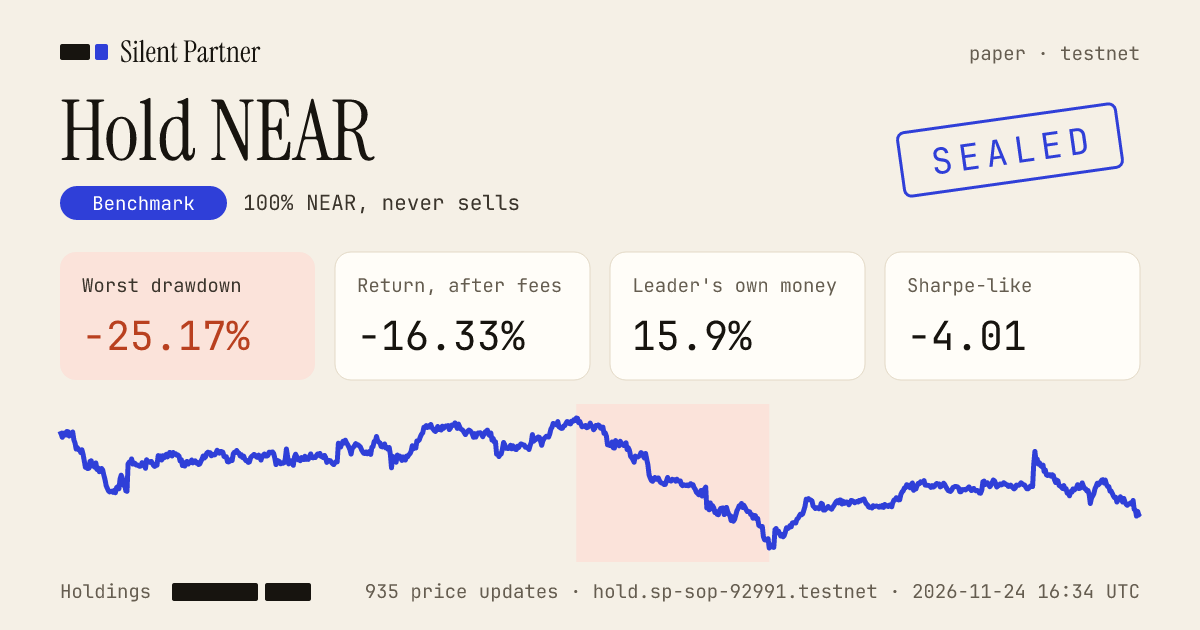 Silent Partner
paper · testnet
Hold NEAR
SEALED
Benchmark
100% NEAR, never sells
Worst drawdown
-25.17%
Return, after fees
-16.33%
Leader's own money
15.9%
Sharpe-like
-4.01
Holdings
935 price updates · hold.sp-sop-92991.testnet · 2026-11-24 16:34 UTC